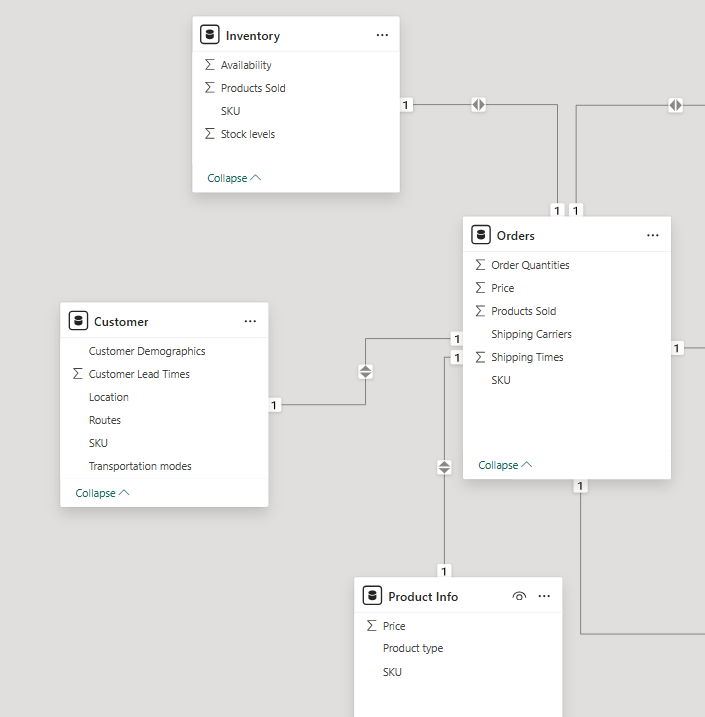 Inventory
Availability
Products Sold
SKU
Stock levels
Collapse
1
1
1
Orders
Order Quantities
Price
Products Sold
Shipping Carriers
Shipping Times
SKU
Collapse
1
1
1
1
Customer
Customer Demographics
Customer Lead Times
Location
Routes
SKU
Transportation modes
Collapse
1
1
Product Info
Price
Product type
SKU